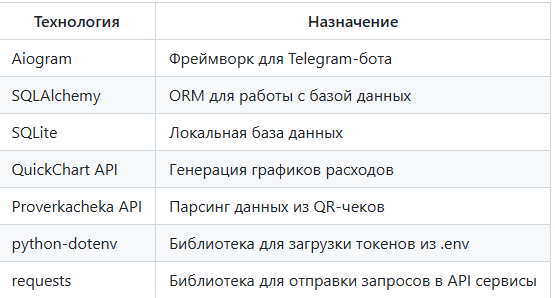 Технология Назначение
Aiogram Фреймворк для Telegram-бота
SQLAlchemy ORM для работы с базой данных
SQLite Локальная база данных
QuickChart API Генерация графиков расходов
Proverkacheka API Парсинг данных из QR-чеков
python-dotenv Библиотека для загрузки токенов из .env
requests Библиотека для отправки запросов в API сервисы